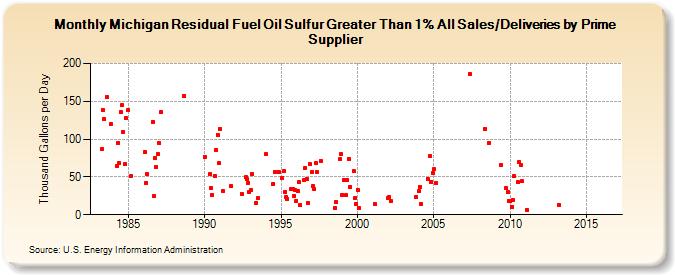 Monthly Michigan Residual Fuel Oil Sulfur Greater Than 1% All Sales/Deliveries by Prime
Supplier
Thousand Gallons per Day
200
150
100
50
0
1985 1990 1995 2000 2005 2010 2015
Source: U.S. Energy Information Administration